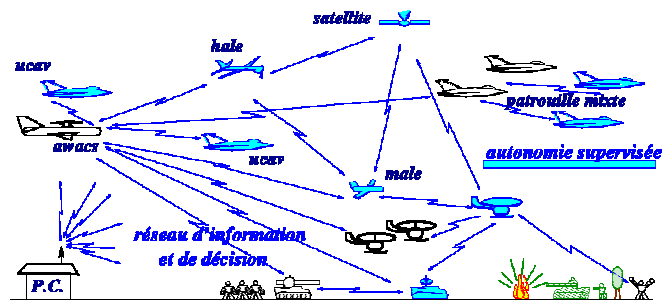 satellite
hale
ucav
patrouille mixte
awacs
ucav
autonomie supervisée
male
réseau d'information
et de décision
P.C.